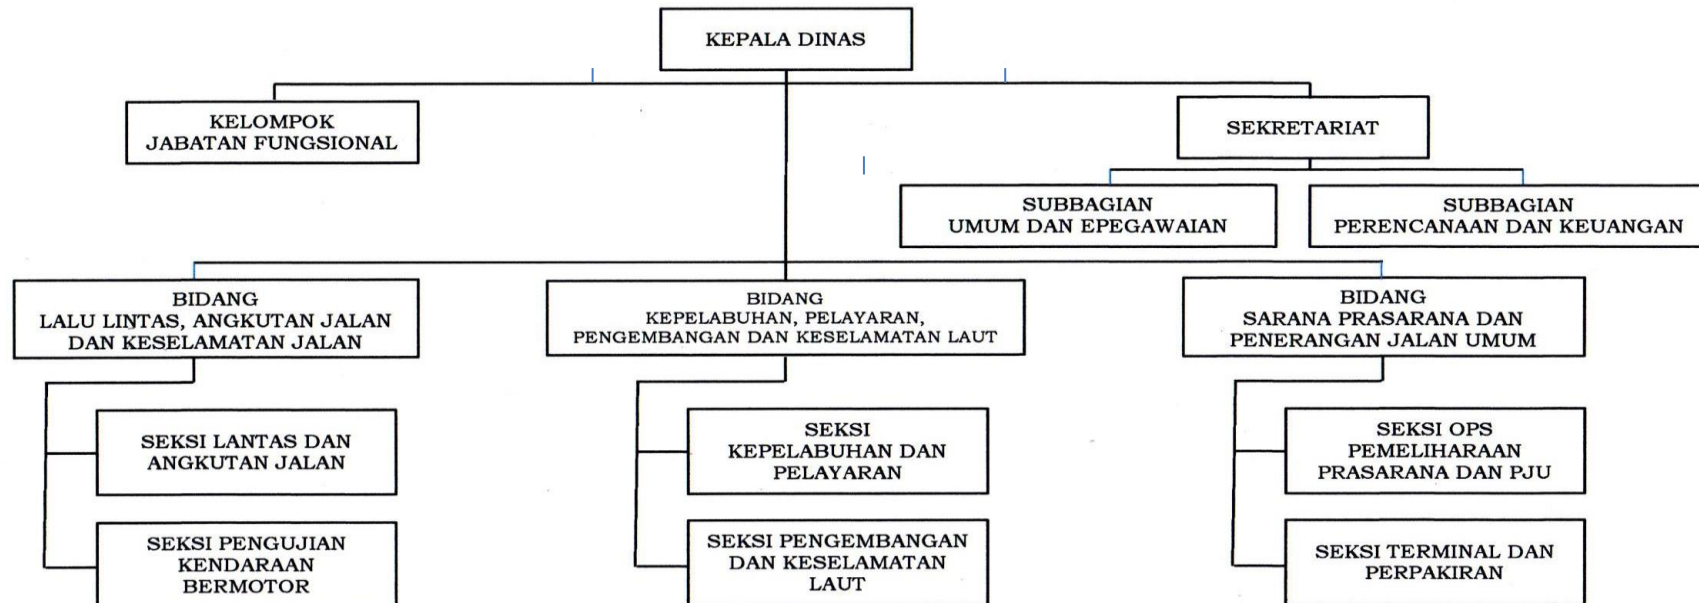 KEPALA DINAS
KELOMPOK
JABATAN FUNGSIONAL
SEKRETARIAT
SUBBAGIAN
UMUM DAN EPEGAWAIAN
SUBBAGIAN
PERENCANAAN DAN KEUANGAN
BIDANG
LALU LINTAS, ANGKUTAN JALAN
DAN KESELAMATAN JALAN
BIDANG
KEPELABUHAN, PELAYARAN,
PENGEMBANGAN DAN KESELAMATAN LAUT
BIDANG
SARANA PRASARANA DAN
PENERANGAN JALAN UMUM
SEKSI LANTAS DAN
ANGKUTAN JALAN
SEKSI
KEPELABUHAN DAN
PELAYARAN
SEKSI OPS
PEMELIHARAAN
PRASARANA DAN PJU
SEKSI PENGUJIAN
KENDARAAN
BERMOTOR
SEKSI PENGEMBANGAN
DAN KESELAMATAN
LAUT
SEKSI TERMINAL DAN
PERPAKIRAN